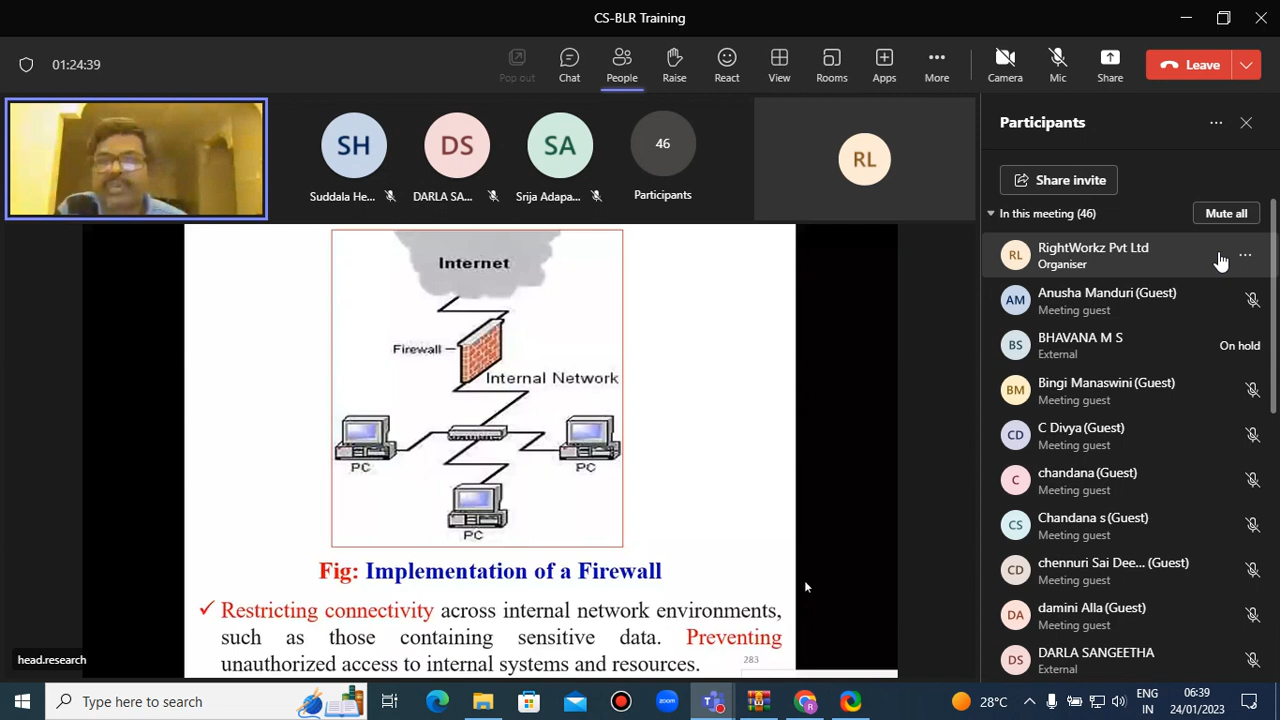 CS-BLR Training
01:24:39
Pop out
Chat
People
Raise
React
View
Rooms
Apps
More
Camera
Mic
Share
Leave
SH
DS
SA
46
RL
Suddala He...
DARLA SA...
Srija Adapa...
Participants
Internet
Firewall
Internal Network
PC
PC
PC
Fig: Implementation of a Firewall
✓ Restricting connectivity across internal network environments,
such as those containing sensitive data. Preventing
unauthorized access to internal systems and resources.
283
head.research
Participants
Share invite
In this meeting (46)
Mute all
RL
RightWorkz Pvt Ltd
Organiser
AM
Anusha Manduri (Guest)
Meeting guest
BS
BHAVANA M S
External
On hold
BM
Bingi Manaswini (Guest)
Meeting guest
CD
C Divya (Guest)
Meeting guest
C
chandana (Guest)
Meeting guest
CS
Chandana s (Guest)
Meeting guest
CD
chennuri Sai Dee... (Guest)
Meeting guest
DA
damini Alla (Guest)
Meeting guest
DS
DARLA SANGEETHA
External
Type here to search
zoom
28°C
ENG
IN
06:39
24/01/2023